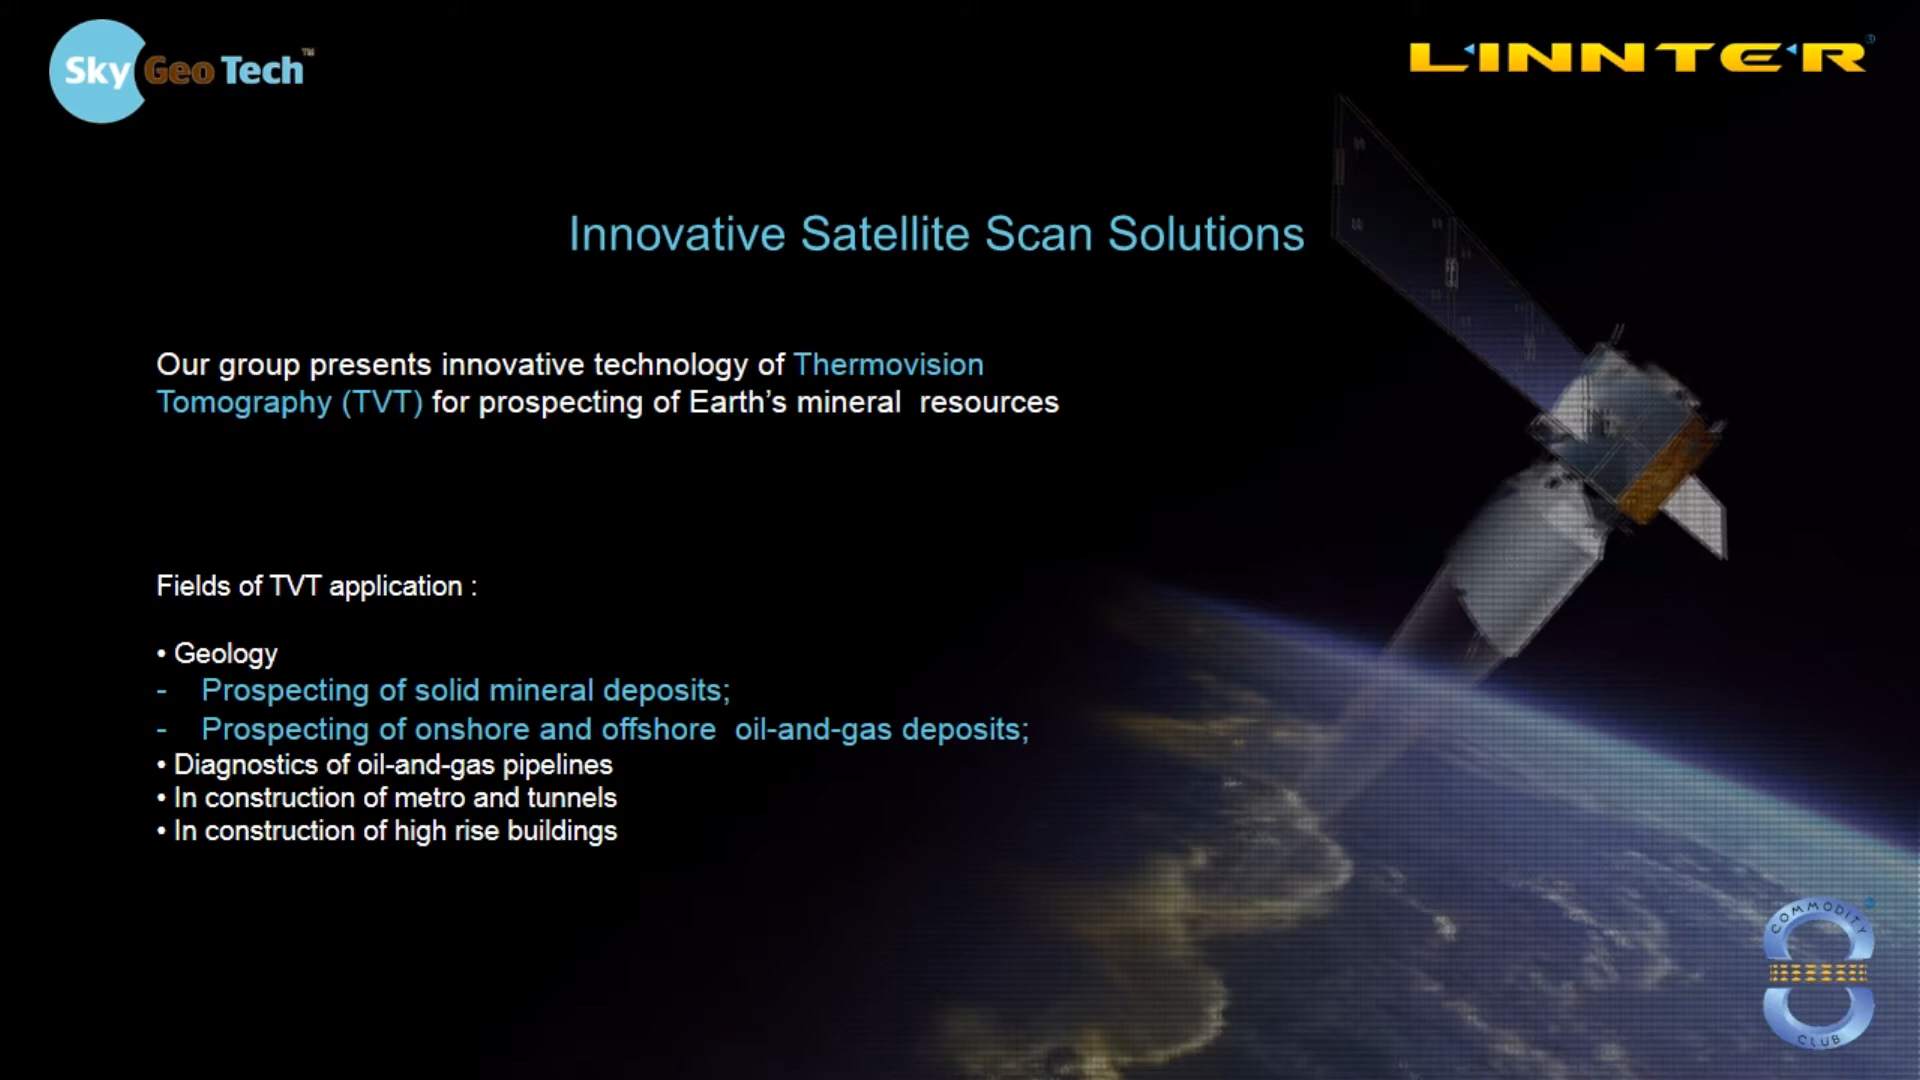 Sky Geo Tech™
LINNTER®
Innovative Satellite Scan Solutions
Our group presents innovative technology of Thermovision
Tomography (TVT) for prospecting of Earth’s mineral resources
Fields of TVT application :
• Geology
- Prospecting of solid mineral deposits;
- Prospecting of onshore and offshore oil-and-gas deposits;
• Diagnostics of oil-and-gas pipelines
• In construction of metro and tunnels
• In construction of high rise buildings
COMMODITY
CLUB